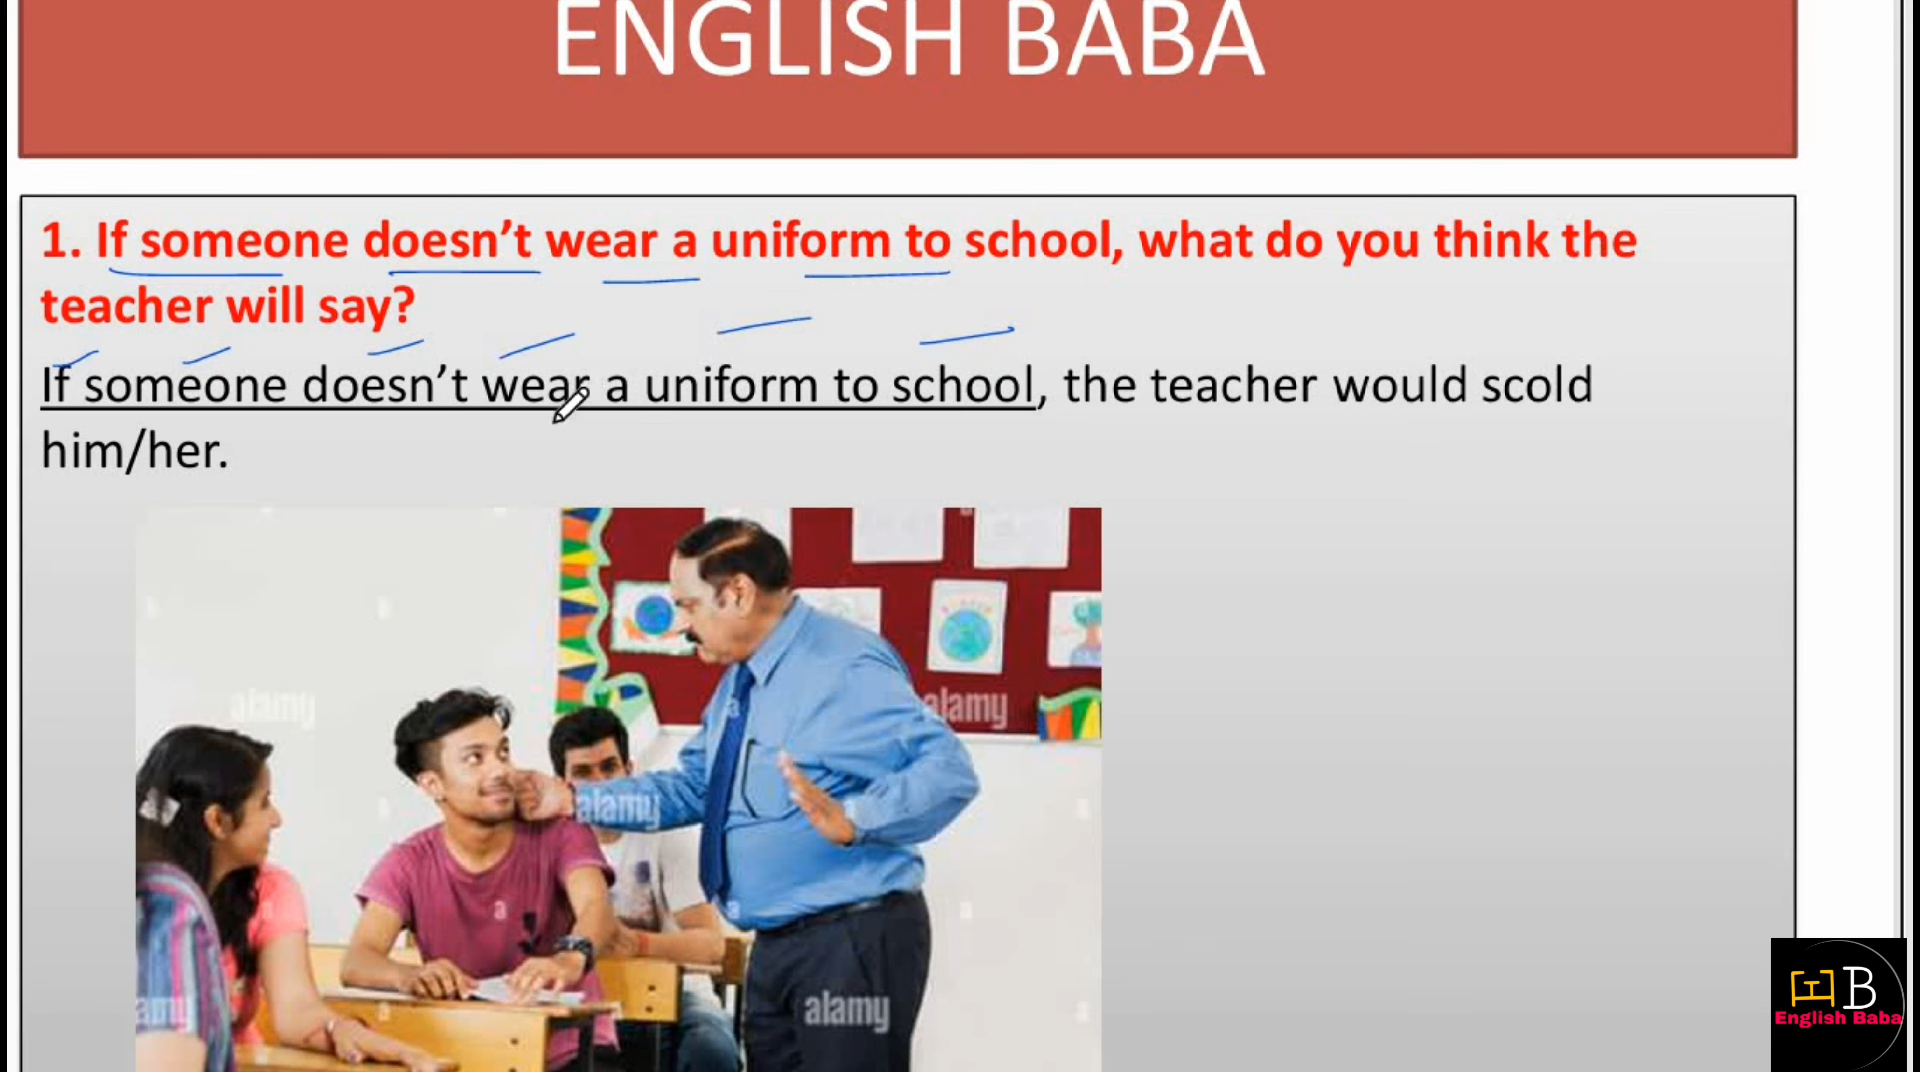 ENGLISH BABA
1. If someone doesn’t wear a uniform to school, what do you think the
teacher will say?
If someone doesn’t wear a uniform to school, the teacher would scold
him/her.
alamy
alamy
alamy
alamy
B
English Baba